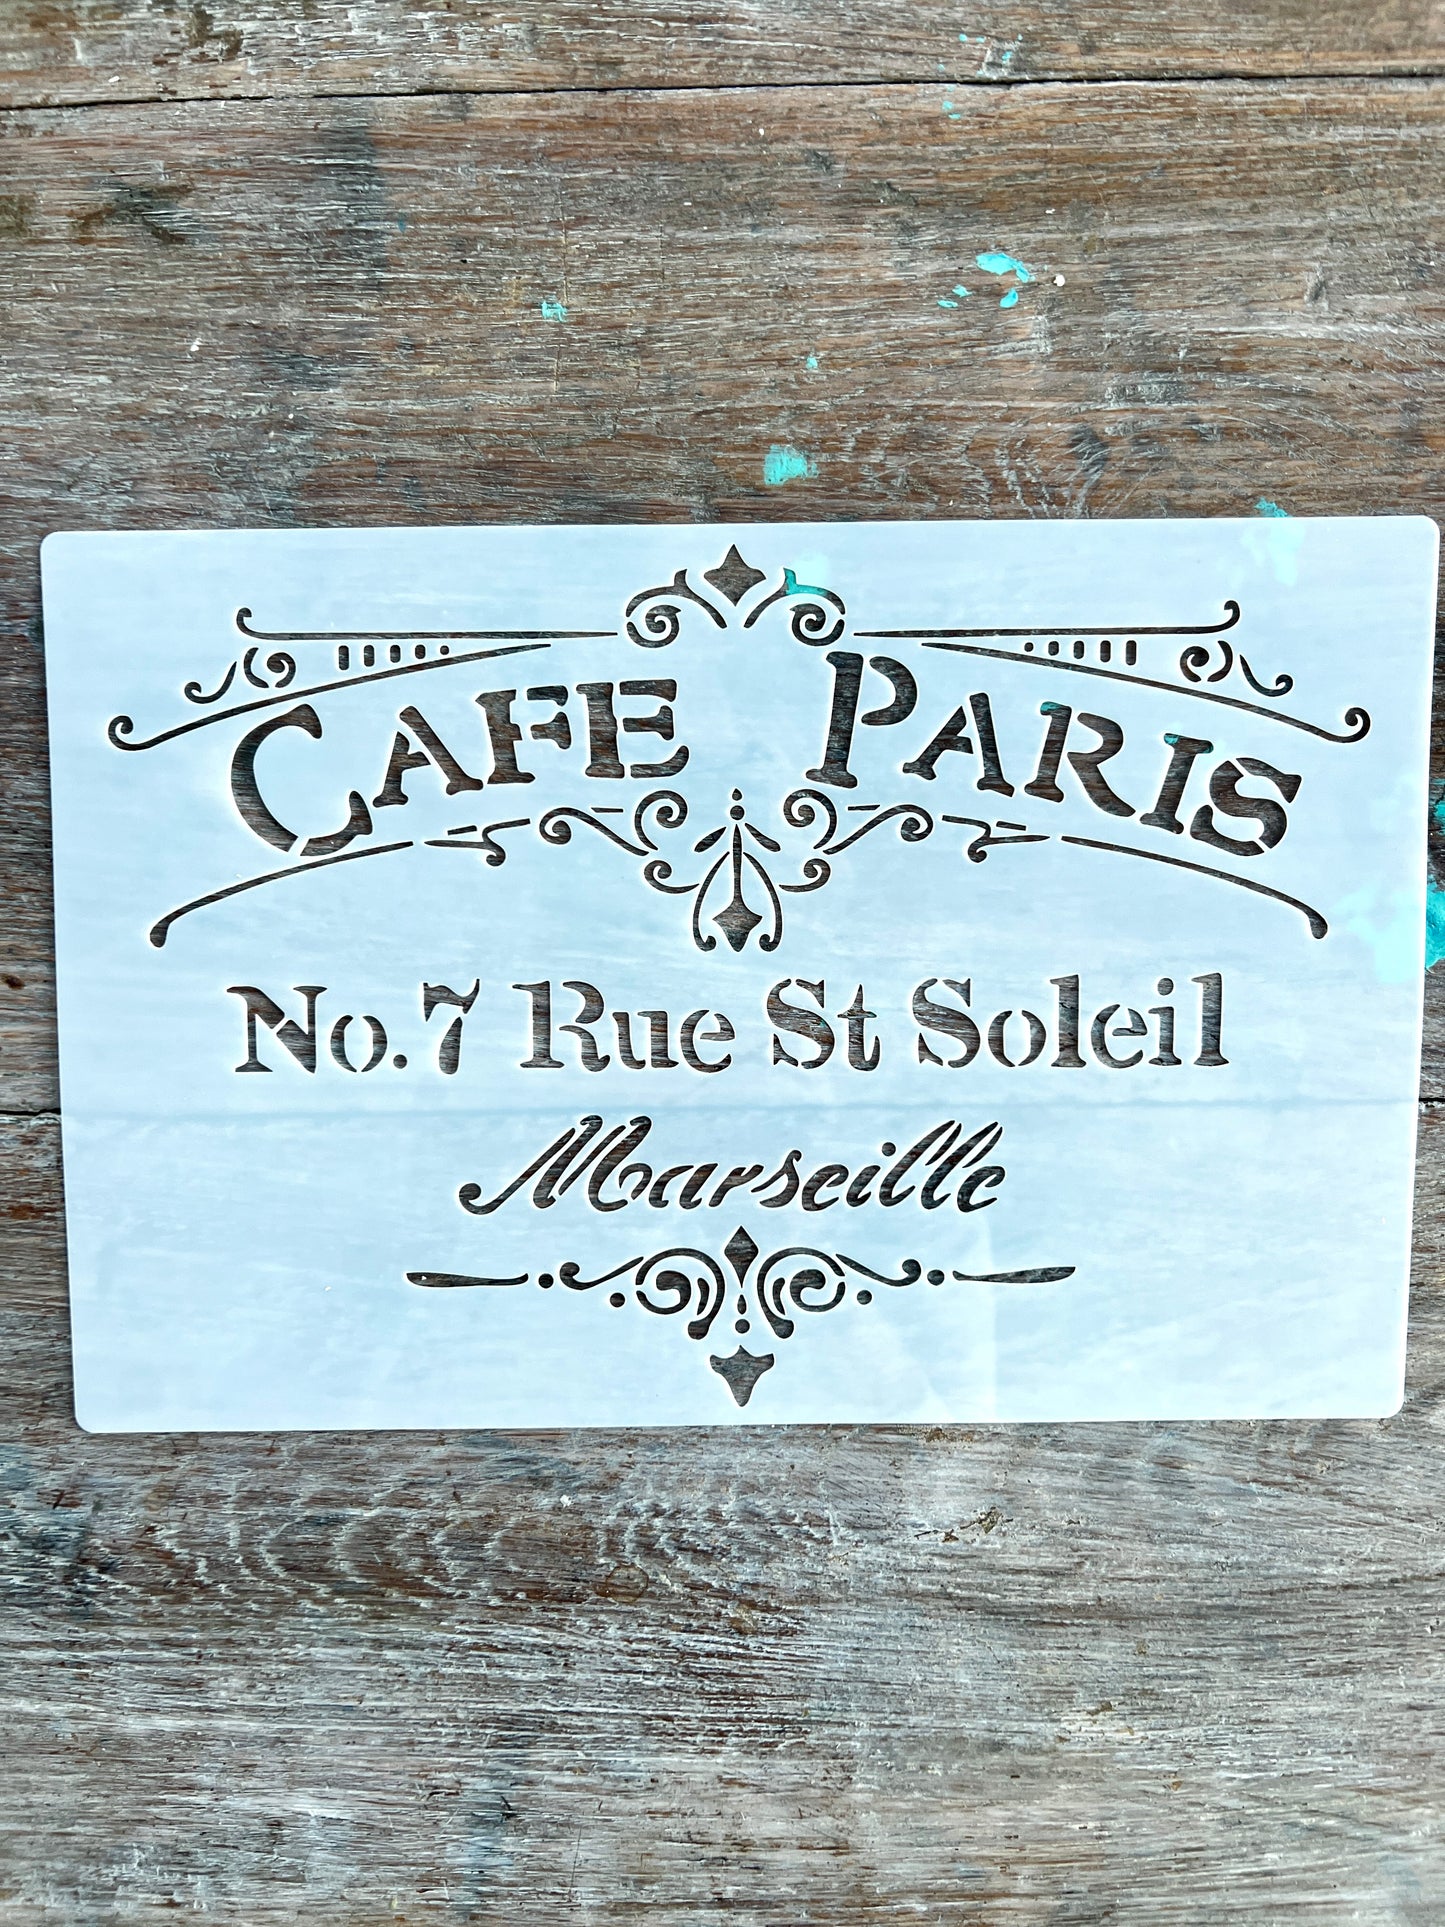 CAFE PARIS
No. 7 Rue St Soleil
Marseille